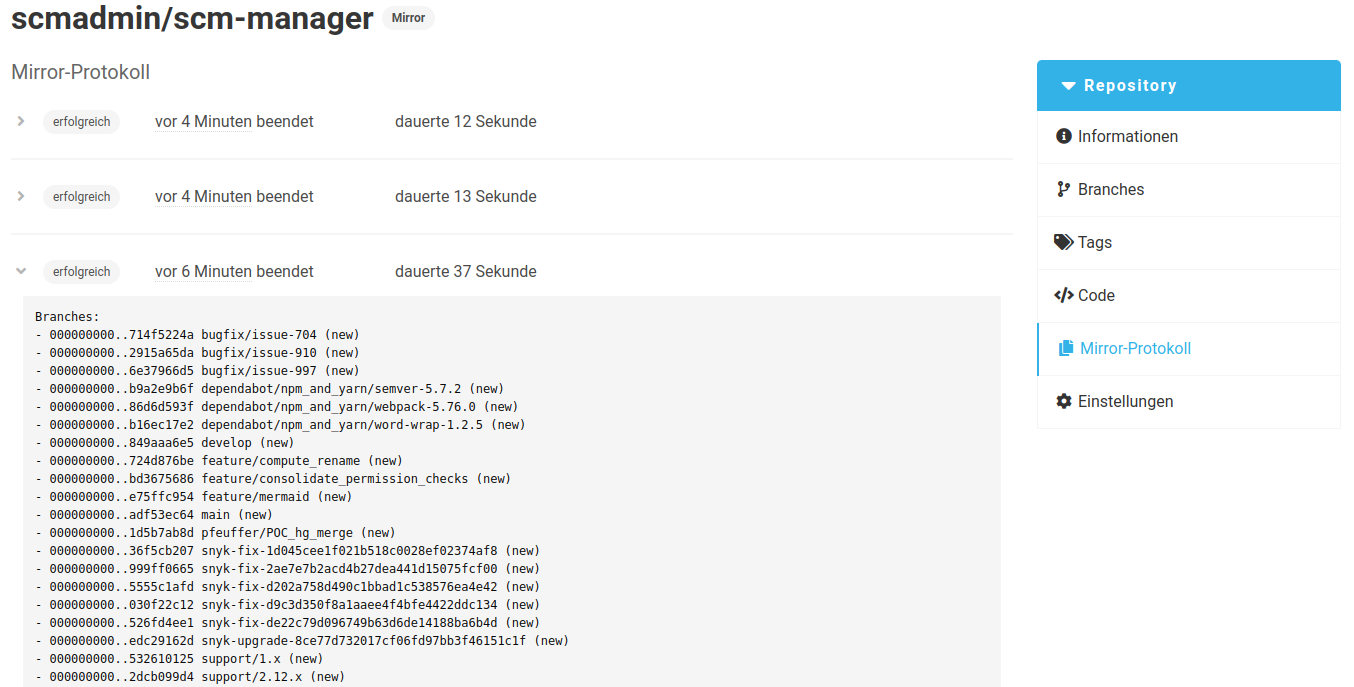 scmadmin/scm-manager Mirror
Mirror-Protokoll
erfolgreich vor 4 Minuten beendet dauerte 12 Sekunde
erfolgreich vor 4 Minuten beendet dauerte 13 Sekunde
erfolgreich vor 6 Minuten beendet dauerte 37 Sekunde
Branches:
- 000000000..714f5224a bugfix/issue-704 (new)
- 000000000..2915a65da bugfix/issue-910 (new)
- 000000000..6e37966d5 bugfix/issue-997 (new)
- 000000000..b9a2e9b6f dependabot/npm_and_yarn/semver-5.7.2 (new)
- 000000000..86d6d593f dependabot/npm_and_yarn/webpack-5.76.0 (new)
- 000000000..b16ec17e2 dependabot/npm_and_yarn/word-wrap-1.2.5 (new)
- 000000000..849aaa6e5 develop (new)
- 000000000..724d876be feature/compute_rename (new)
- 000000000..bd3675686 feature/consolidate_permission_checks (new)
- 000000000..e75ffc954 feature/mermaid (new)
- 000000000..adf53ec64 main (new)
- 000000000..1d5b7ab8d pfeuffer/POC_hg_merge (new)
- 000000000..36f5cb207 snyk-fix-1d045cee1f021b518c0028ef02374af8 (new)
- 000000000..999ff0665 snyk-fix-2ae7e7b2acd4b27dea441d15075fcf00 (new)
- 000000000..5555c1afd snyk-fix-d202a758d490c1bbad1c538576ea4e42 (new)
- 000000000..030f22c12 snyk-fix-d9c3d350f8a1aaee4f4bfe4422ddc134 (new)
- 000000000..526fd4ee1 snyk-fix-de22c79d096749b63d6de14188ba6b4d (new)
- 000000000..edc29162d snyk-upgrade-8ce77d732017cf06fd97bb3f46151c1f (new)
- 000000000..532610125 support/1.x (new)
- 000000000..2dcb099d4 support/2.12.x (new)
Repository
Informationen
Branches
Tags
Code
Mirror-Protokoll
Einstellungen